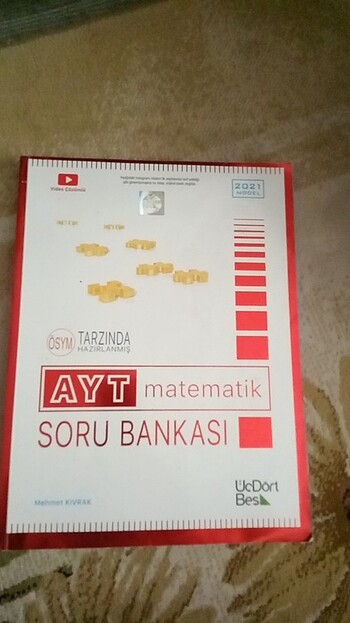 Video Çözümlü
2021
MODEL
ÖSYM
TARZINDA
HAZIRLANMIŞ
AYT matematik
SORU BANKASI
Mehmet KIVRAK
ÜçDört
Beş